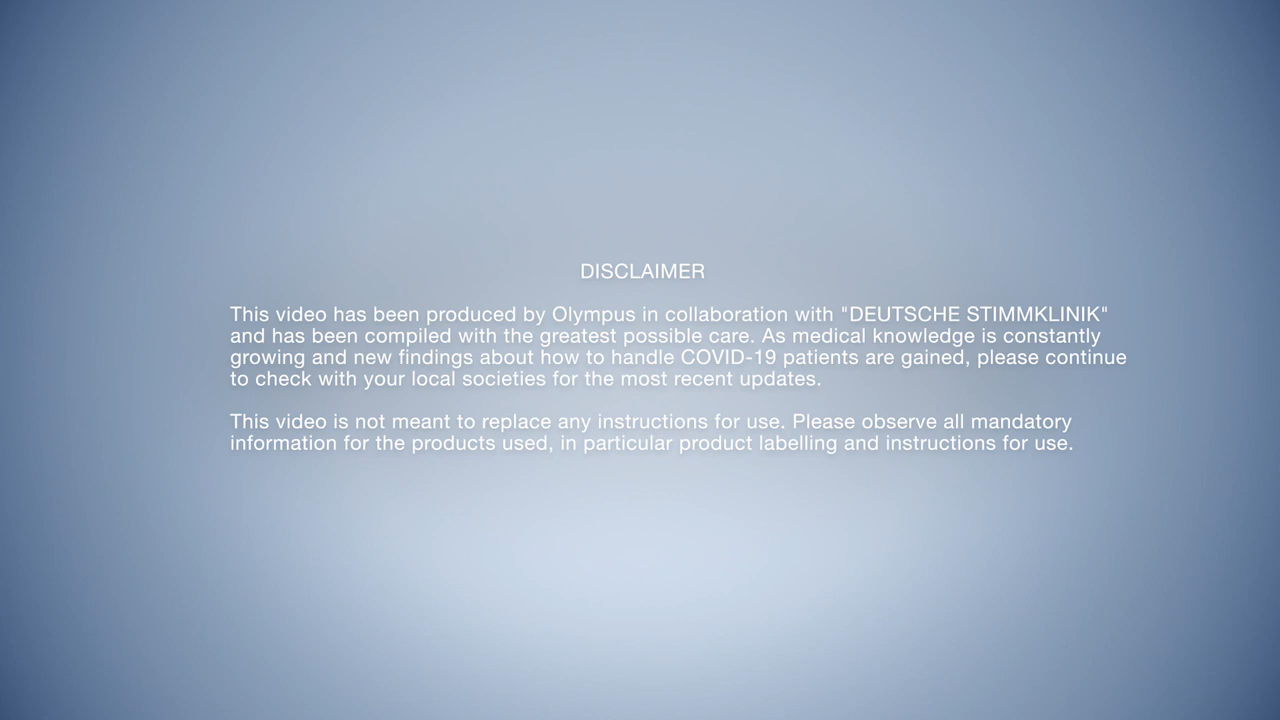 DISCLAIMER
This video has been produced by Olympus in collaboration with "DEUTSCHE STIMMKLINIK"
and has been compiled with the greatest possible care. As medical knowledge is constantly
growing and new findings about how to handle COVID-19 patients are gained, please continue
to check with your local societies for the most recent updates.
This video is not meant to replace any instructions for use. Please observe all mandatory
information for the products used, in particular product labelling and instructions for use.